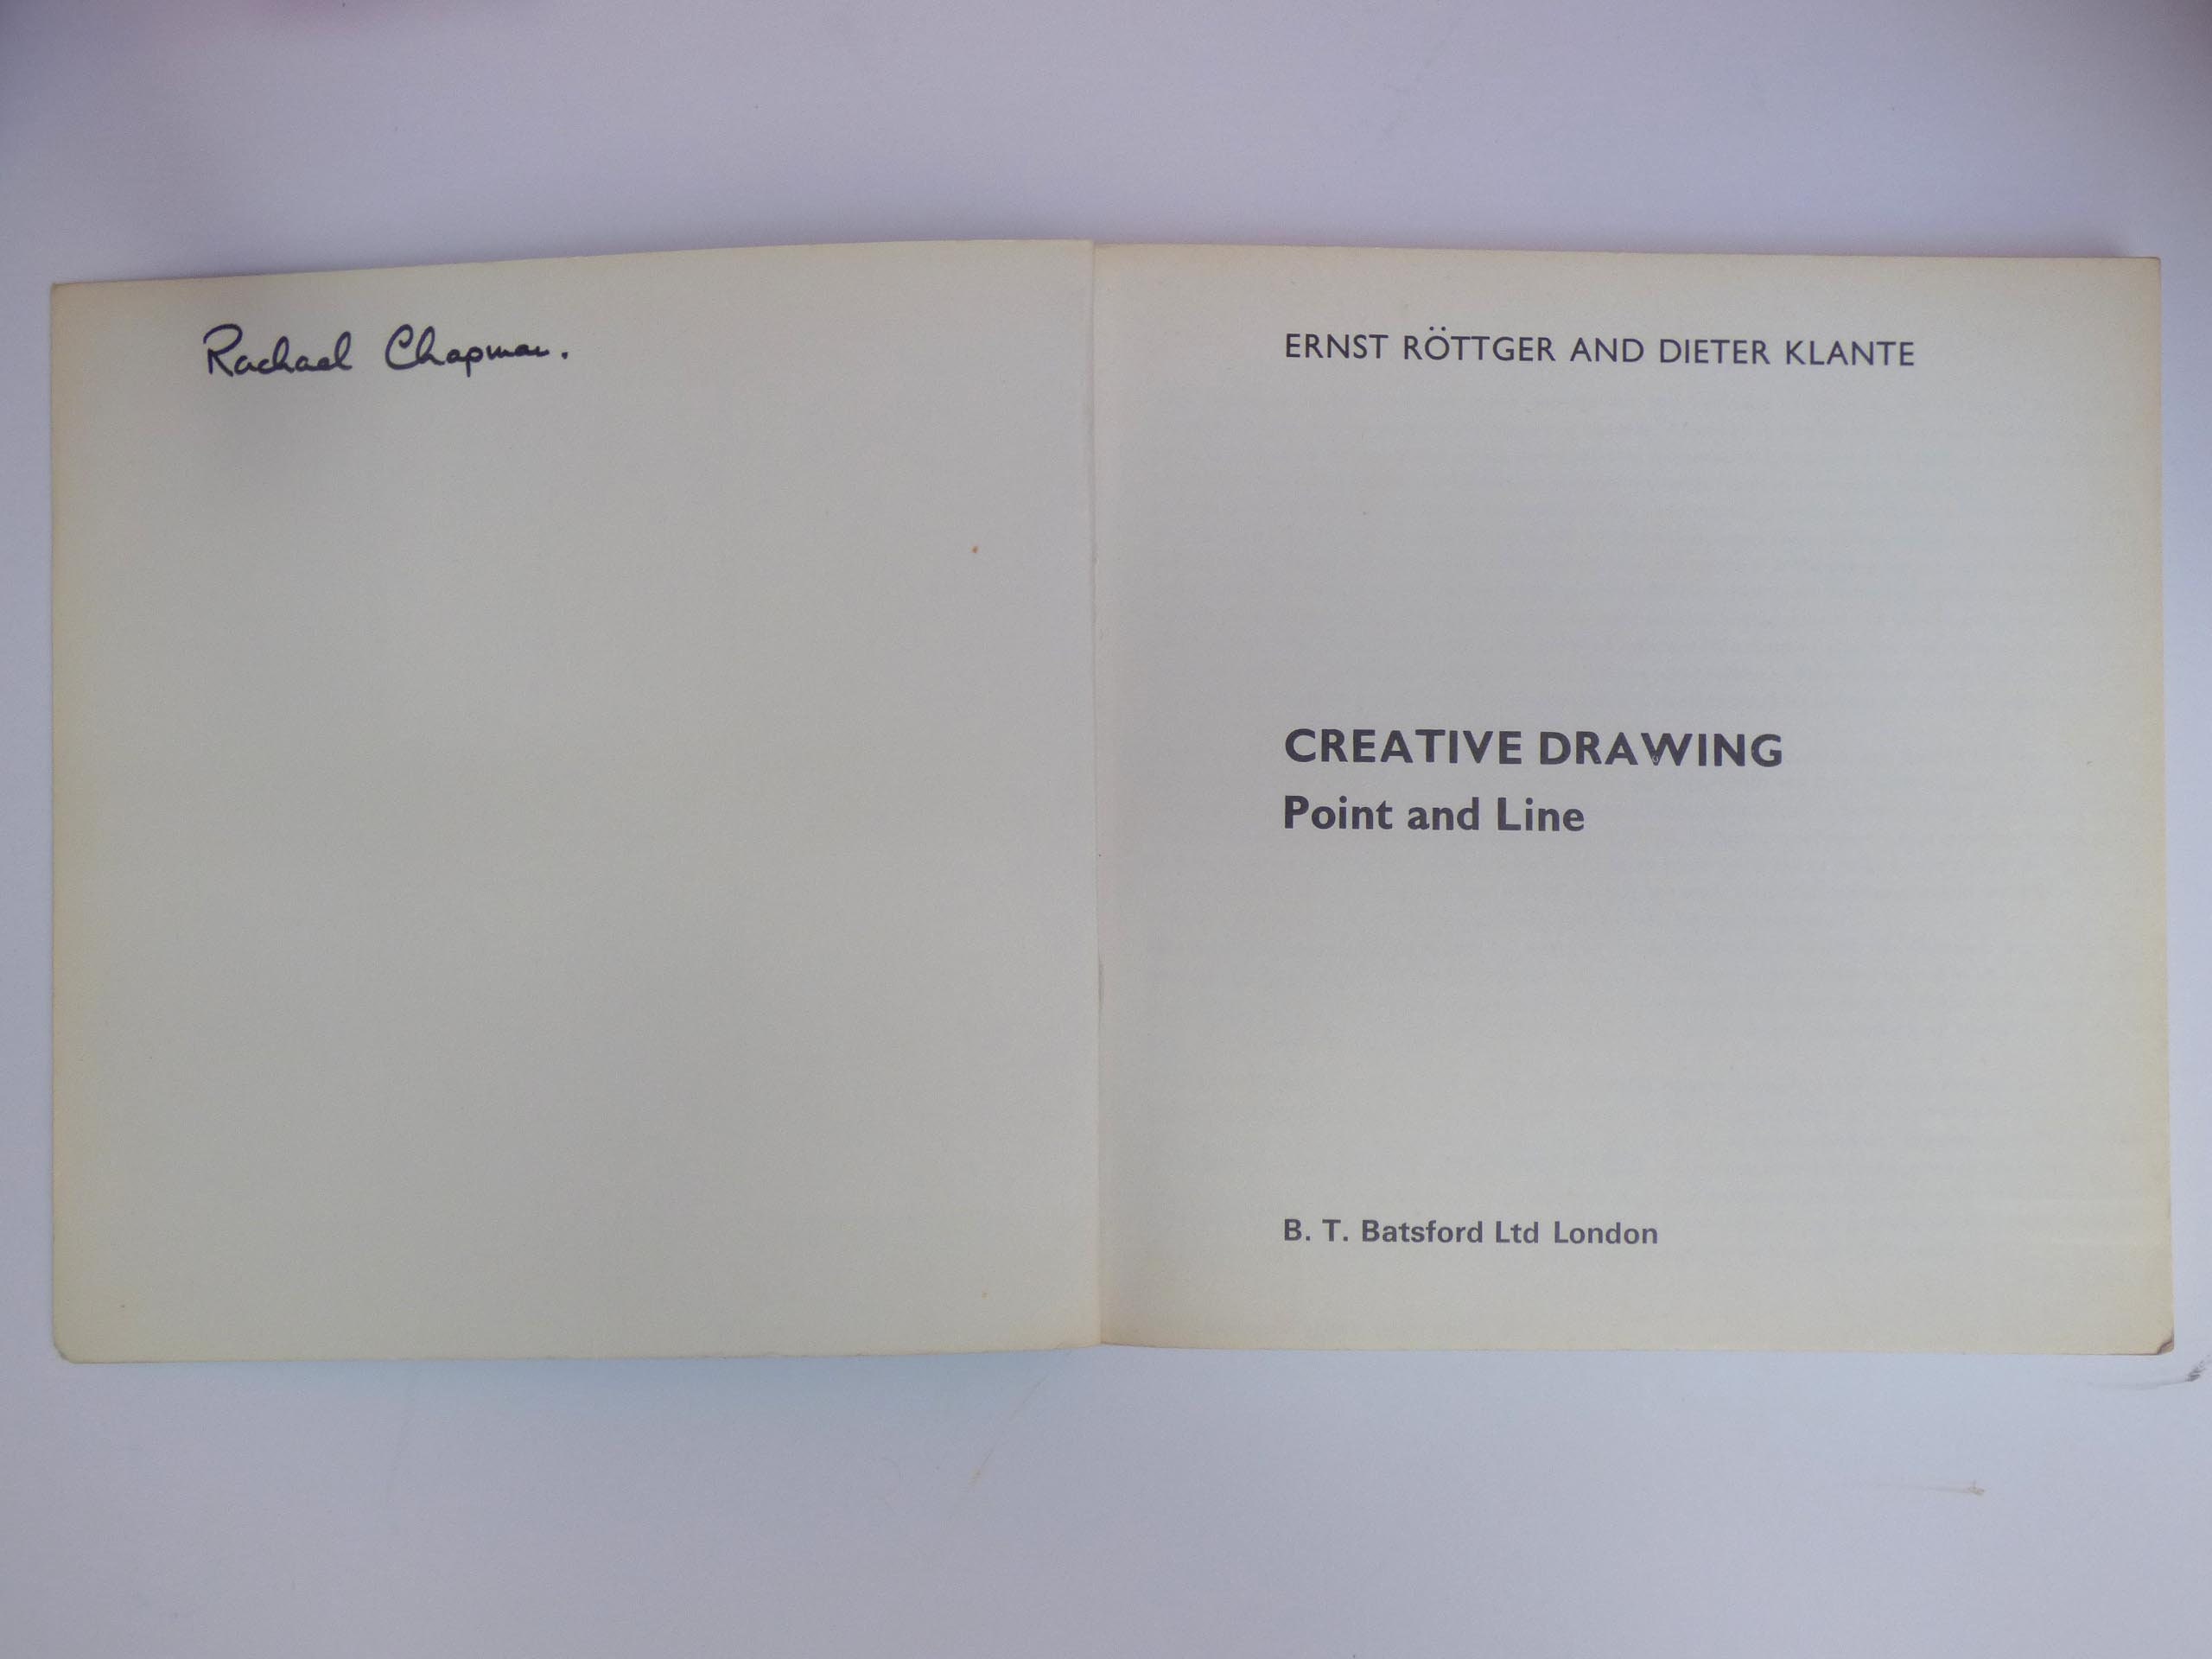 Rachael Chapman.
ERNST RÖTTGER AND DIETER KLANTE
CREATIVE DRAWING
Point and Line
B. T. Batsford Ltd London